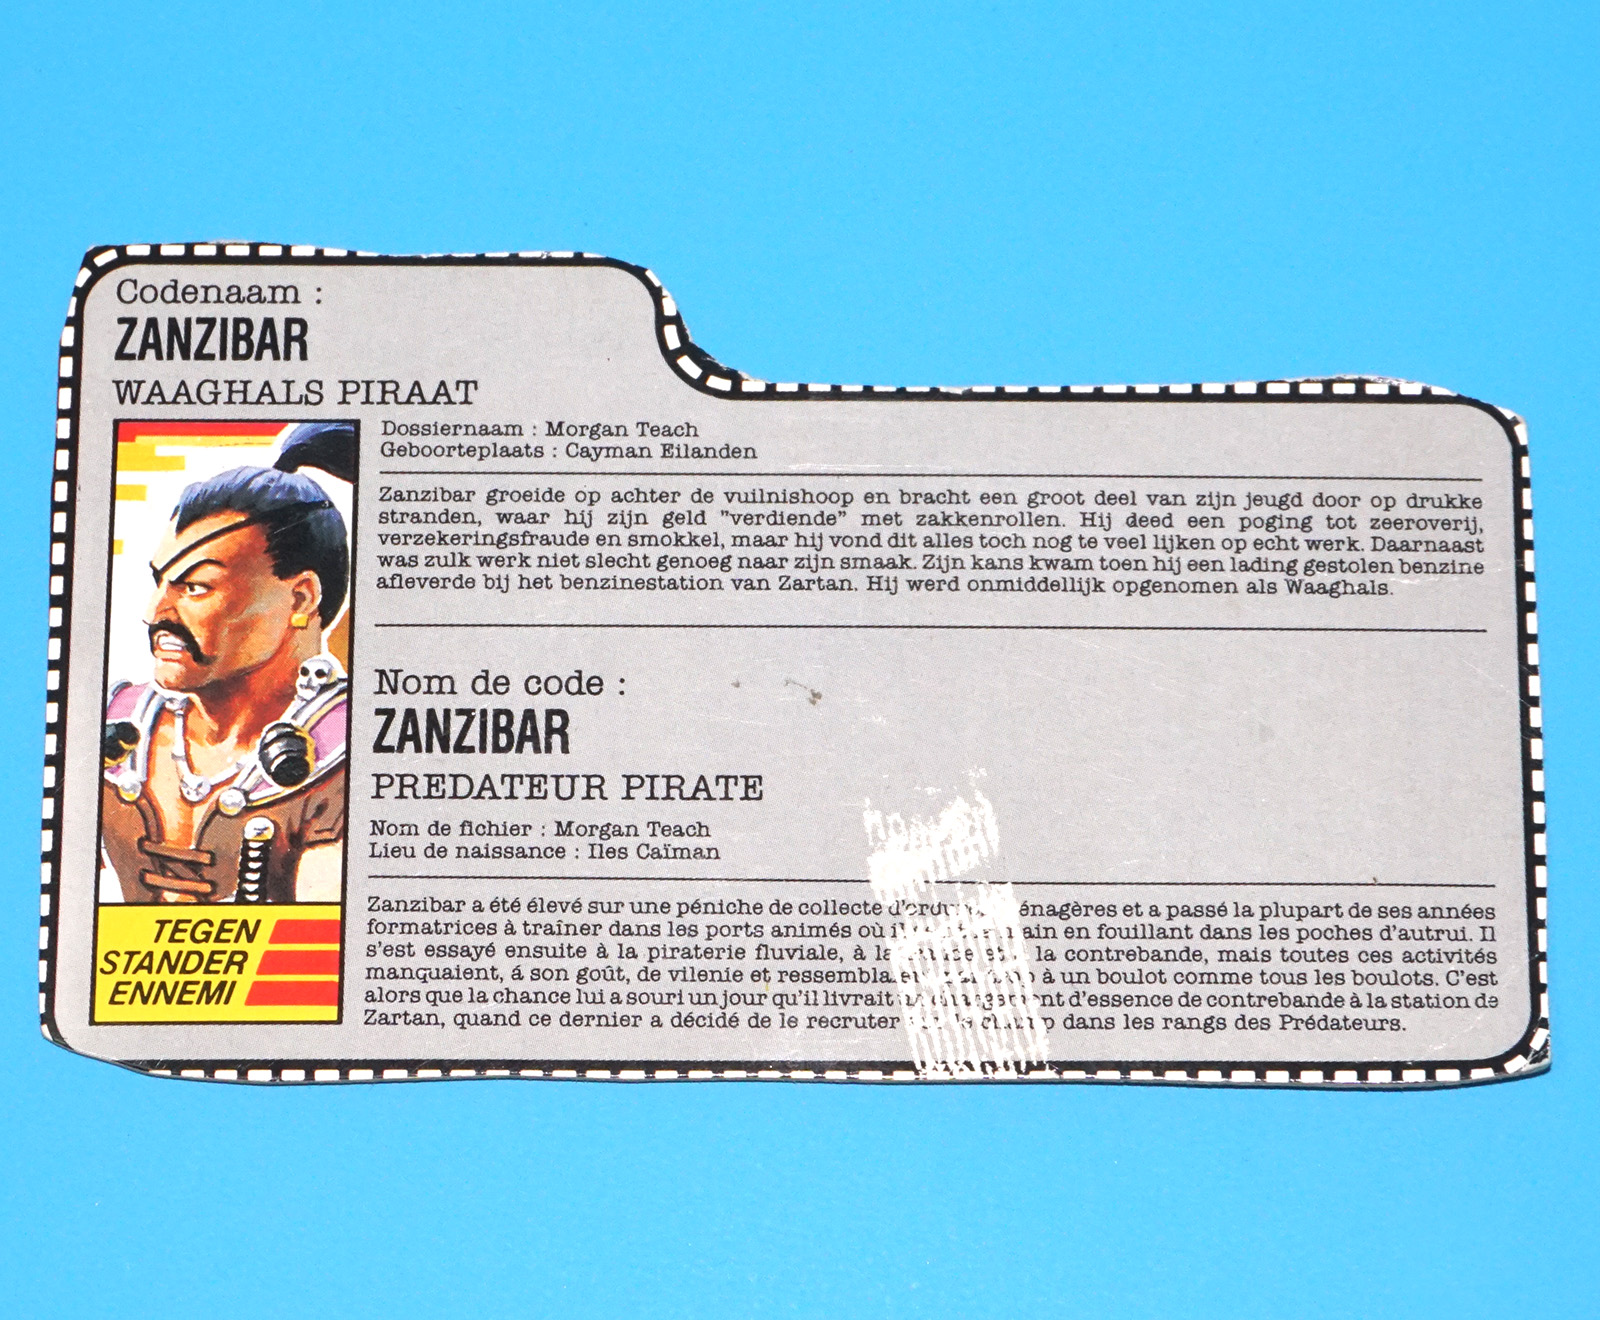 Codenaam :
ZANZIBAR
WAAGHALS PIRAAT
Dossiernaam : Morgan Teach
Geboorteplaats : Cayman Eilanden
Zanzibar groeide op achter de vuilnishoop en bracht een groot deel van zijn jeugd door op drukke
stranden, waar hij zijn geld "verdiende" met zakkenrollen. Hij deed een poging tot zeeroverij,
verzekeringsfraude en smokkel, maar hij vond dit alles toch nog te veel lijken op echt werk. Daarnaast
was zulk werk niet slecht genoeg naar zijn smaak. Zijn kans kwam toen hij een lading gestolen benzine
afleverde bij het benzinestation van Zartan. Hij werd onmiddellijk opgenomen als Waaghals.
Nom de code :
ZANZIBAR
PREDATEUR PIRATE
Nom de fichier : Morgan Teach
Lieu de naissance : Iles Caïman
Zanzibar a été élevé sur une péniche de collecte et a passé la plupart de ses années
formatrices à traîner dans les ports animés où en fouillant dans les poches d'autrui. Il
s'est essayé ensuite à la piraterie fluviale, à la contrebande, mais toutes ces activités
manquaient, á son goût, de vilenie et à un boulot comme tous les boulots. C'est
alors que la chance lui a souri un jour qu'il livrait d'essence de contrebande à la station de
Zartan, quand ce dernier a décidé de le recruter dans les rangs des Prédateurs.
TEGEN
STANDER
ENNEMI